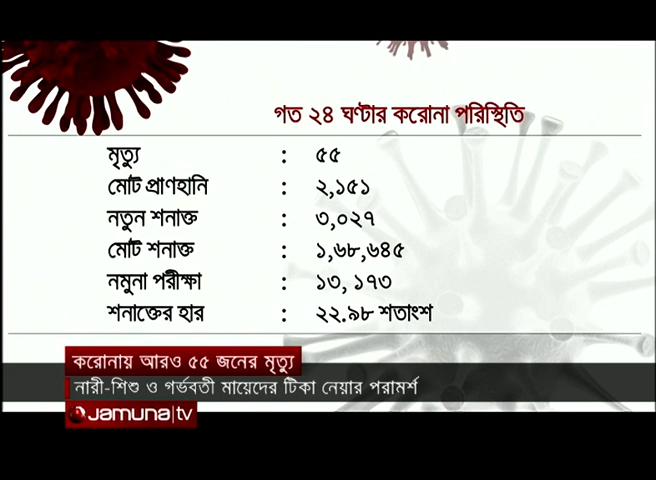 গত ২৪ ঘণ্টার করোনা পরিস্থিতি
মৃত্যু : ৫৫
মোট প্রাণহানি : ২,১৫১
নতুন শনাক্ত : ৩,০২৭
মোট শনাক্ত : ১,৬৮,৬৪৫
নমুনা পরীক্ষা : ১৩, ১৭৩
শনাক্তের হার : ২২.৯৮ শতাংশ
করোনায় আরও ৫৫ জনের মৃত্যু
নারী-শিশু ও গর্ভবতী মায়েদের টিকা নেয়ার পরামর্শ
Jamuna|tv